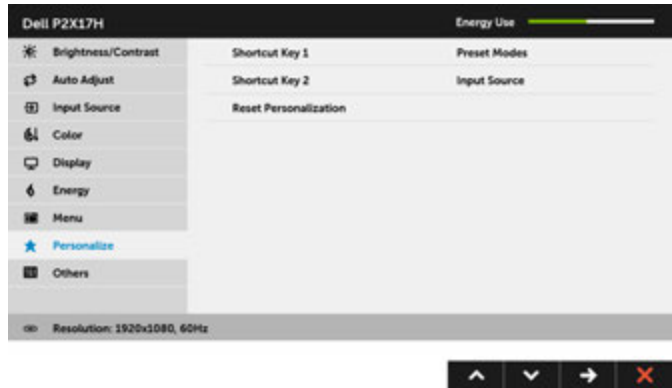 Dell P2X17H
Energy Use
Brightness/Contrast
Shortcut Key 1
Preset Modes
Auto Adjust
Shortcut Key 2
Input Source
Input Source
Reset Personalization
Color
Display
Energy
Menu
Personalize
Others
Resolution: 1920x1080, 60Hz